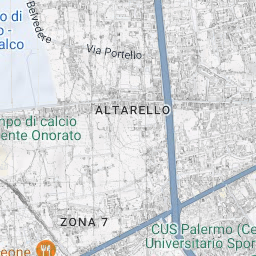 o di
o -
alco
Belvedere
Via Portello
ALTARELLO
mpo di calcio
ente Onorato
ZONA 7
CUS Palermo (Ce
Universitario Spor
enne